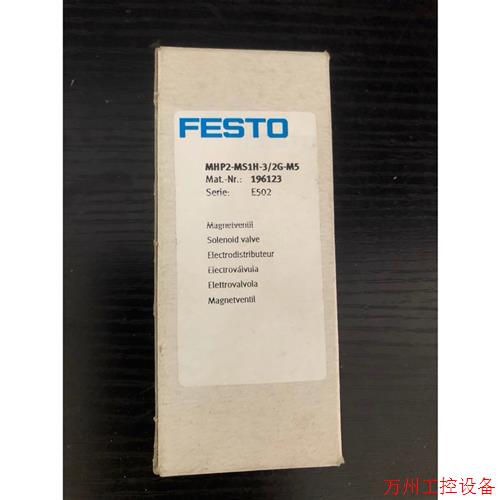 FESTO
MHP2-MS1H-3/2G-M5
Mat.-Nr.: 196123
Serie: E502
Magnetventil
Solenoid valve
Electrodistributeur
Electroválvula
Elettrovalvola
Magnetventil
万州工控设备